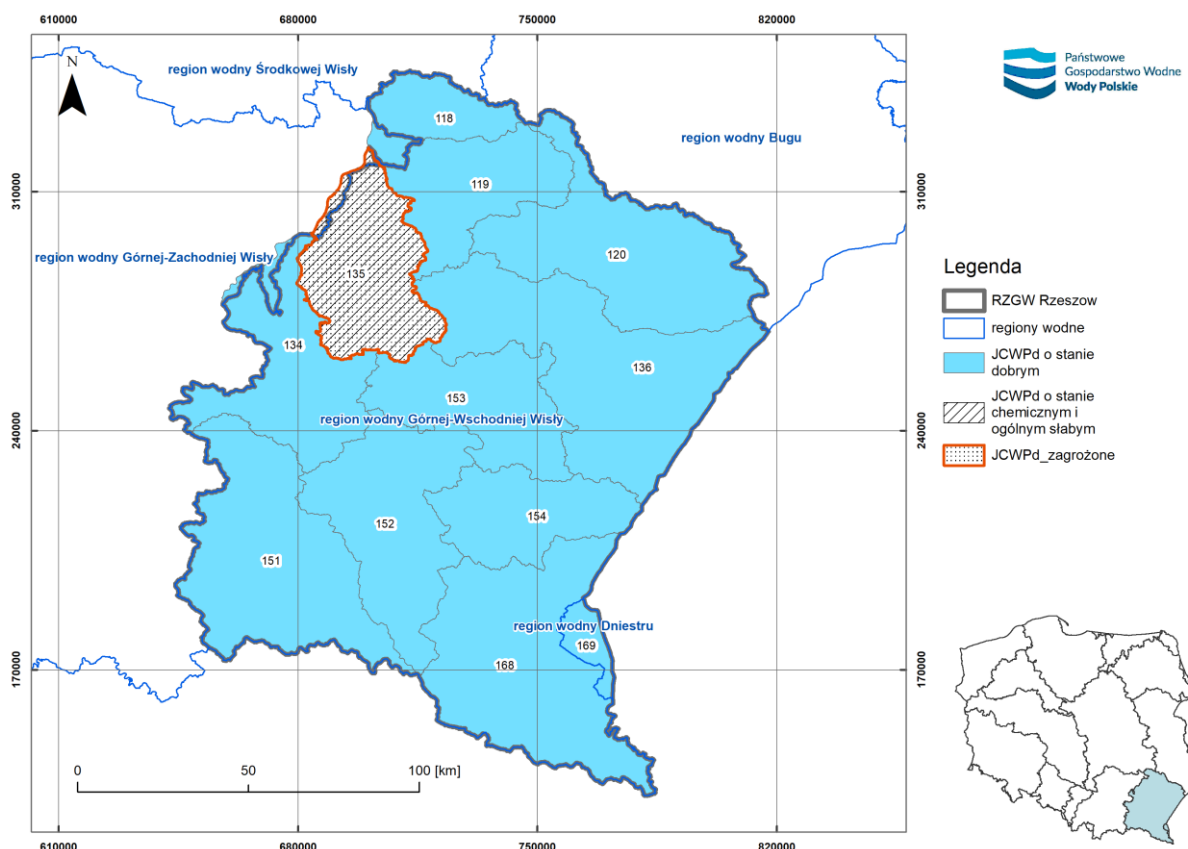 610000 680000 750000 820000
N
region wodny Środkowej Wisły
Państwowe
Gospodarstwo Wodne
Wody Polskie
118
region wodny Bugu
119
310000 310000
120
region wodny Górnej-Zachodniej Wisły
135
134
136
153
region wodny Górnej-Wschodniej Wisły
240000 240000
152
154
151
region wodny Dniestru
169
168
170000 170000
0 50 100 [km]
610000 680000 750000 820000
Legenda
RZGW Rzeszow
regiony wodne
JCWPd o stanie
dobrym
JCWPd o stanie
chemicznym i
ogólnym słabym
JCWPd_zagrożone